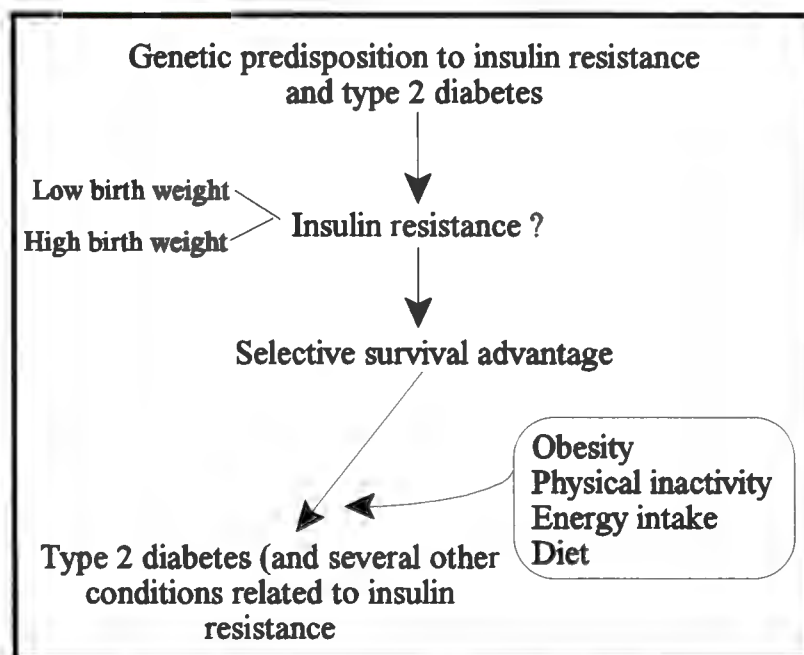 Genetic predisposition to insulin resistance
and type 2 diabetes
Low birth weight
High birth weight
Insulin resistance ?
Selective survival advantage
Obesity
Physical inactivity
Energy intake
Diet
Type 2 diabetes (and several other
conditions related to insulin
resistance